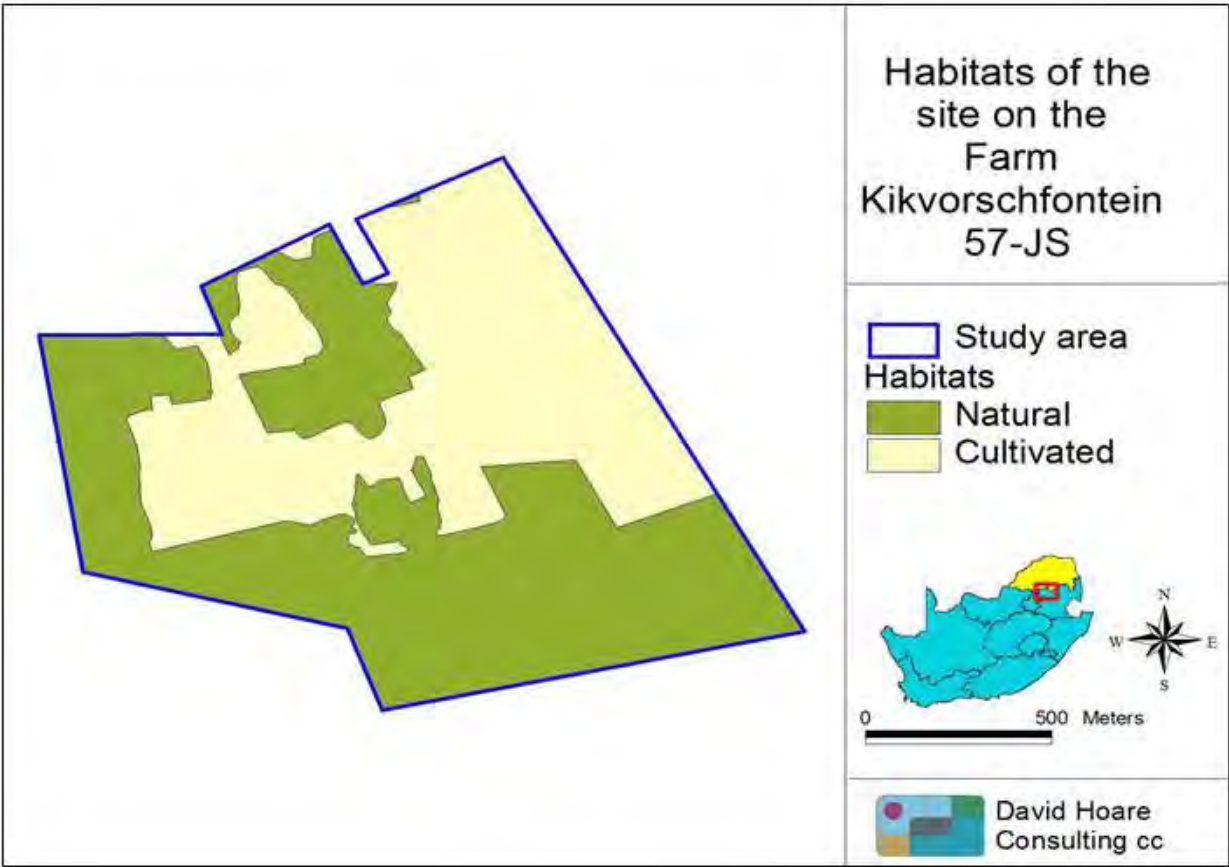 Habitats of the
site on the
Farm
Kikvorschfontein
57-JS
Study area
Habitats
Natural
Cultivated
N
W E
S
0 500 Meters
David Hoare
Consulting cc